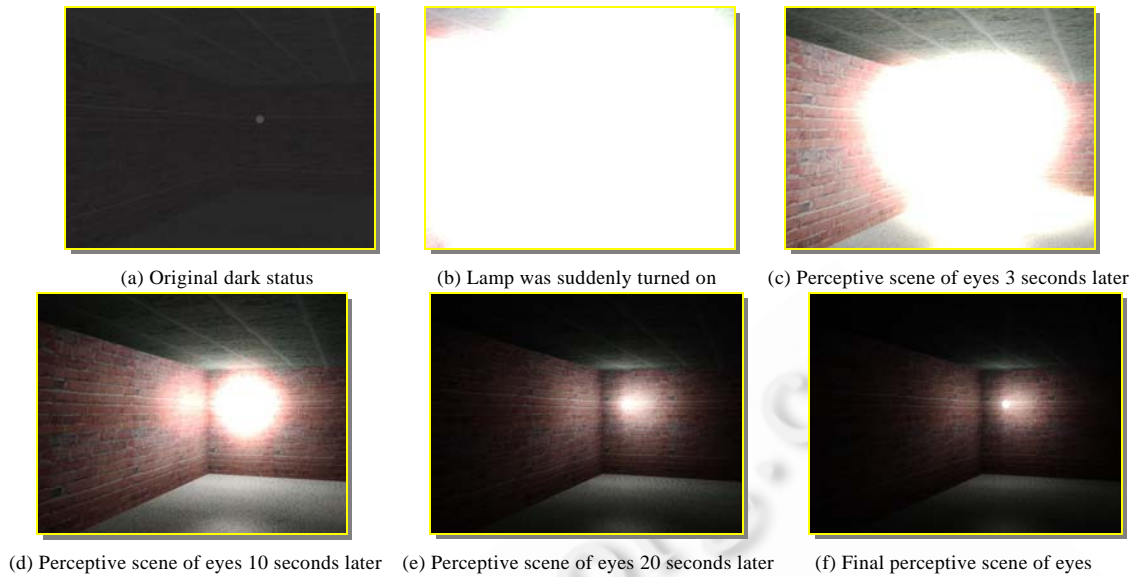 (a) Original dark status
(b) Lamp was suddenly turned on
(c) Perceptive scene of eyes 3 seconds later
(d) Perceptive scene of eyes 10 seconds later
(e) Perceptive scene of eyes 20 seconds later
(f) Final perceptive scene of eyes